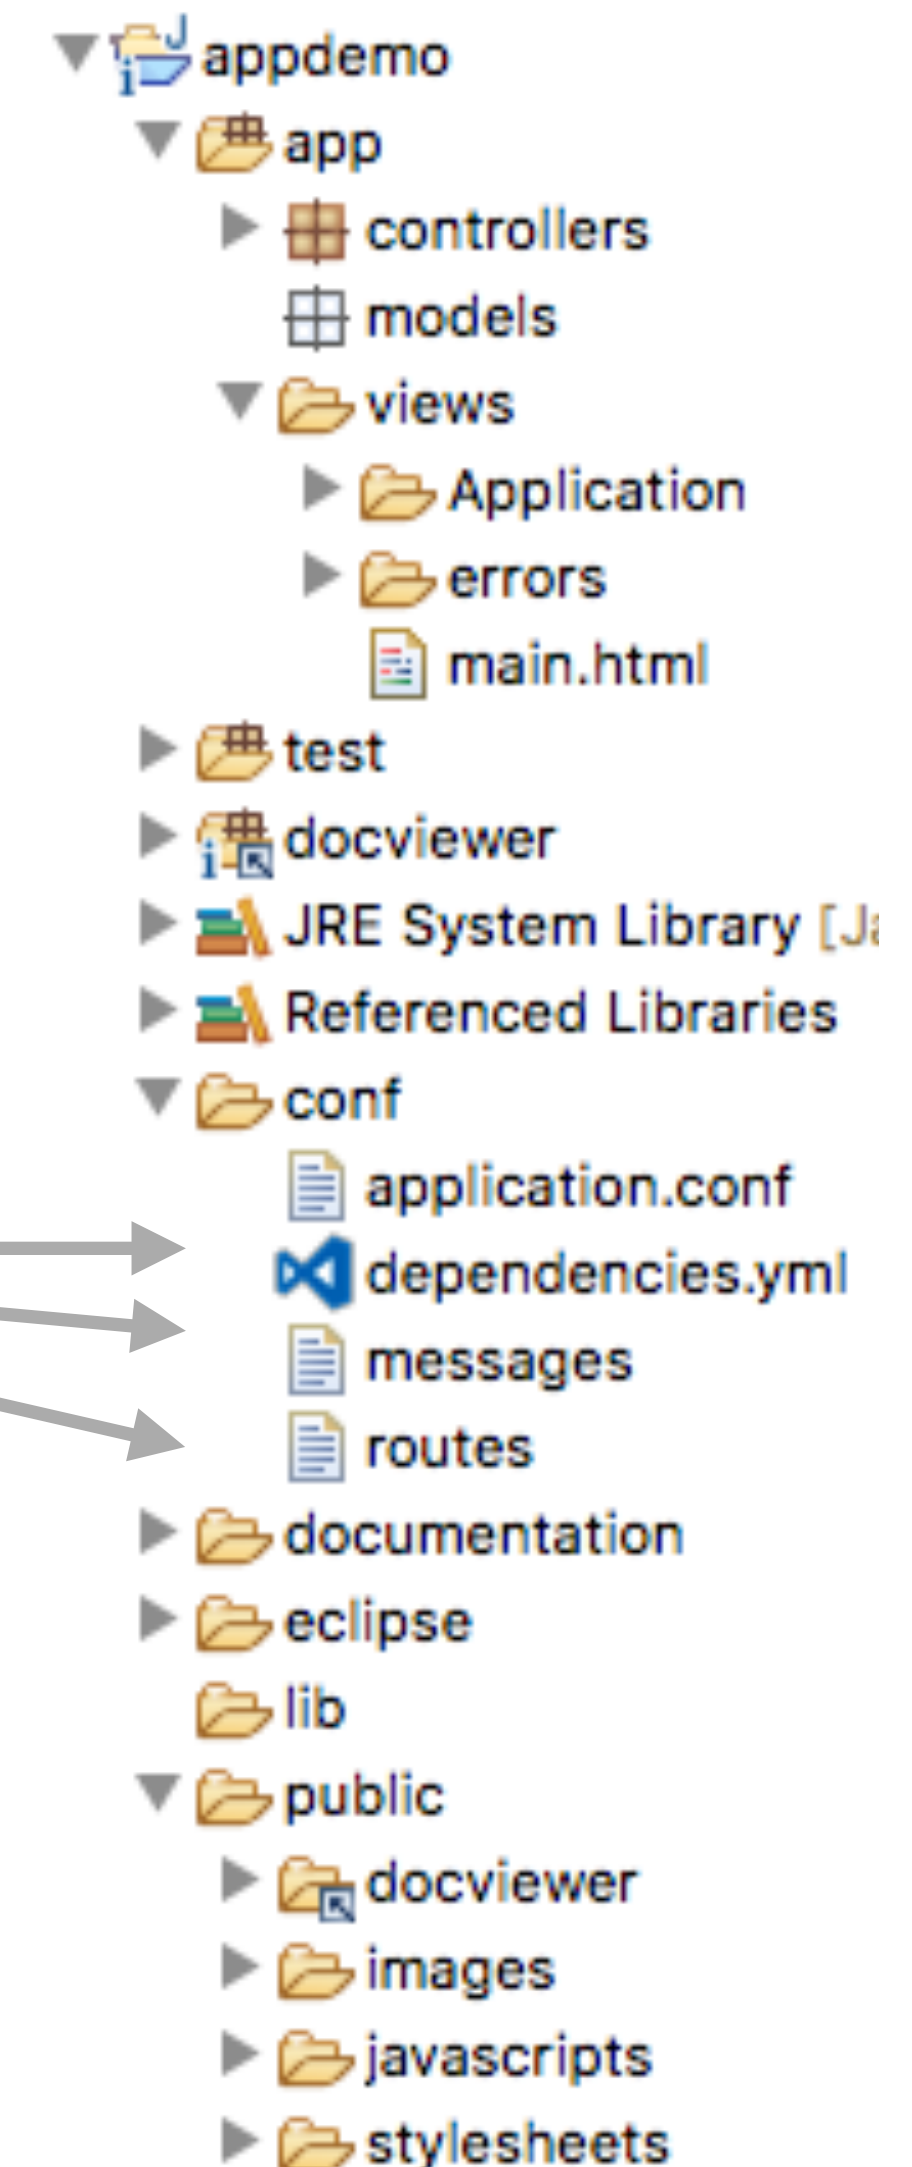 appdemo
app
controllers
models
views
Application
errors
main.html
test
docviewer
JRE System Library [Ja
Referenced Libraries
conf
application.conf
dependencies.yml
messages
routes
documentation
eclipse
lib
public
docviewer
images
javascripts
stylesheets